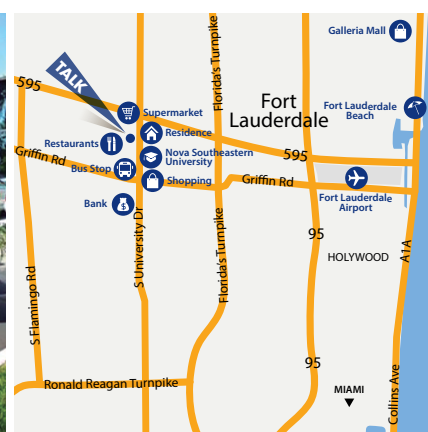 Galleria Mall
Florida's Turnpike
TALK
595
Supermarket
Fort
Lauderdale
Fort Lauderdale
Beach
Residence
Restaurants
Nova Southeastern
University
595
Griffin Rd
Bus Stop
Shopping
Griffin Rd
Fort Lauderdale
Airport
Bank
S University Dr
Florida's Turnpike
95
HOLYWOOD
A1A
S Flamingo Rd
95
Ronald Reagan Turnpike
MIAMI
Collins Ave